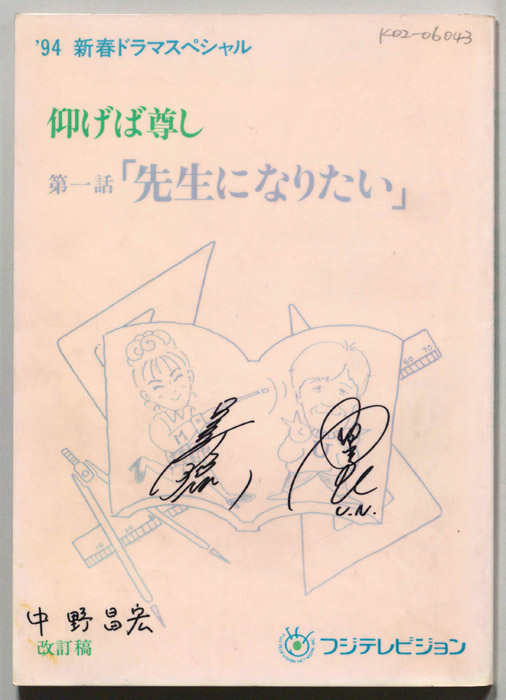 K02-06043
'94 新春ドラマスペシャル
仰げば尊し
第一話「先生になりたい」
60 70
M
U.N.
中野昌宏
改訂稿
フジテレビジョン